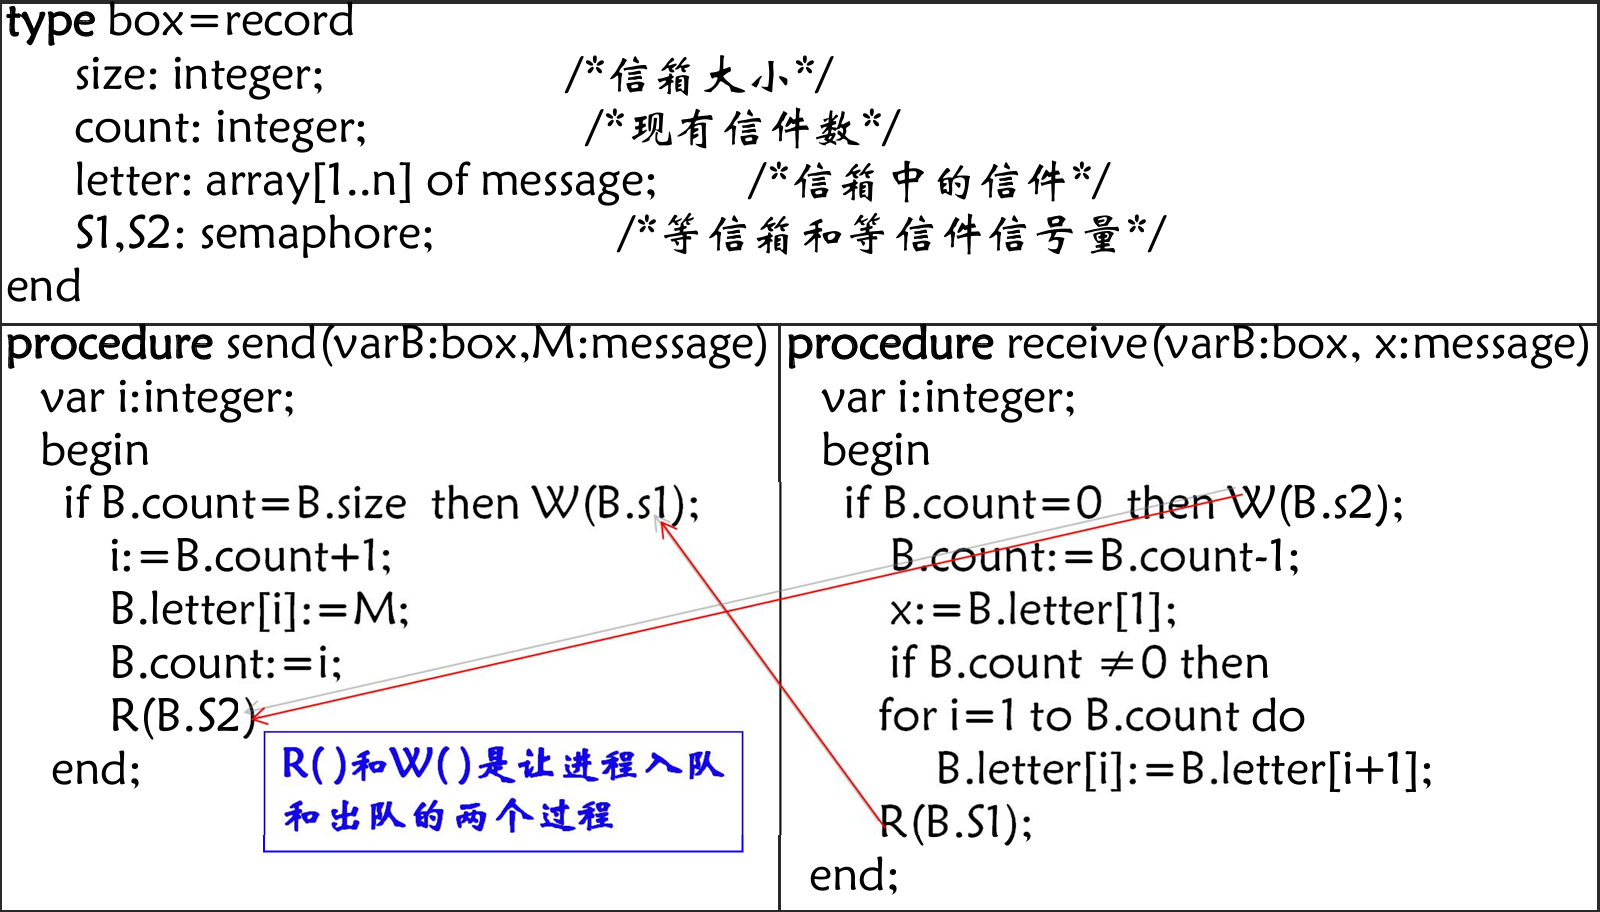 type box=record
size: integer; /*信箱大小*/
count: integer; /*现有信件数*/
letter: array[1..n] of message; /*信箱中的信件*/
S1,S2: semaphore; /*等信箱和等信件信号量*/
end
procedure send(varB:box,M:message)
var i:integer;
begin
if B.count=B.size then W(B.s1);
i:=B.count+1;
B.letter[i]:=M;
B.count:=i;
R(B.S2)
end;
R()和W()是让进程入队
和出队的两个过程
procedure receive(varB:box, x:message)
var i:integer;
begin
if B.count=0 then W(B.s2);
B.count:=B.count-1;
x:=B.letter[1];
if B.count ≠0 then
for i=1 to B.count do
B.letter[i]:=B.letter[i+1];
R(B.S1);
end;